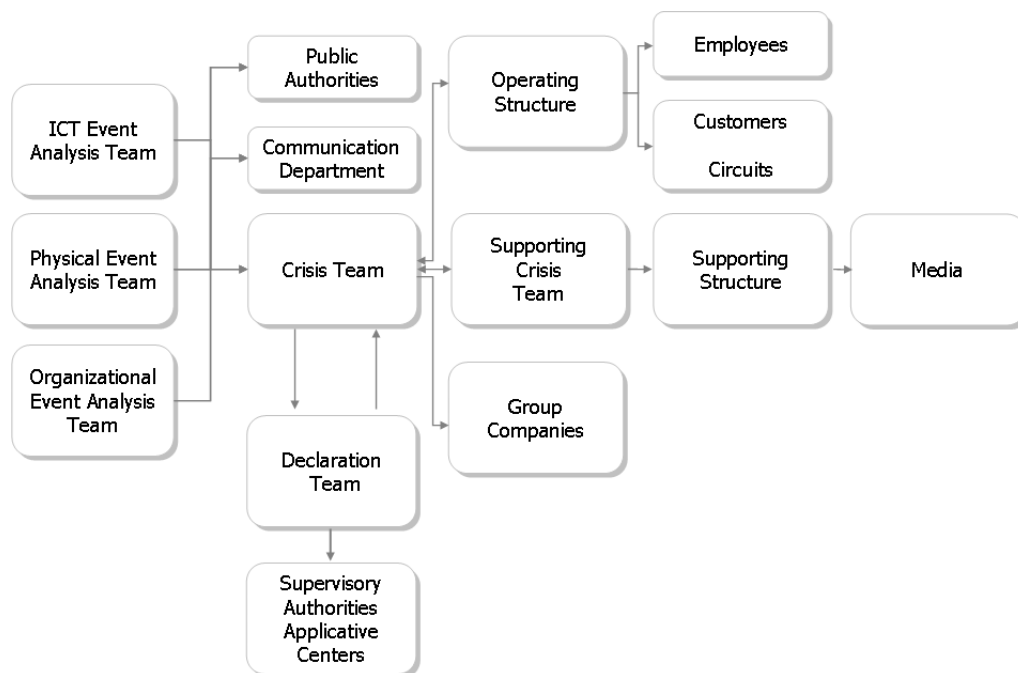 ICT Event
Analysis Team
Physical Event
Analysis Team
Organizational
Event Analysis
Team
Public
Authorities
Communication
Department
Crisis Team
Declaration
Team
Supervisory
Authorities
Applicative
Centers
Operating
Structure
Supporting
Crisis
Team
Group
Companies
Employees
Customers
Circuits
Supporting
Structure
Media